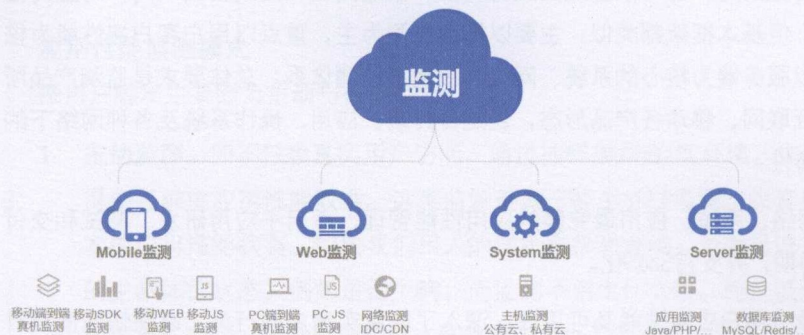 监测
Mobile监测
Web监测
System监测
Server监测
移动端到端
真机监测
移动SDK
监测
移动WEB
监测
移动JS
监测
PC端到端
真机监测
PC JS
监测
网络监测
IDC/CDN
主机监测
公有云、私有云
应用监测
Java/PHP/...
数据库监测
MySQL/Redis...